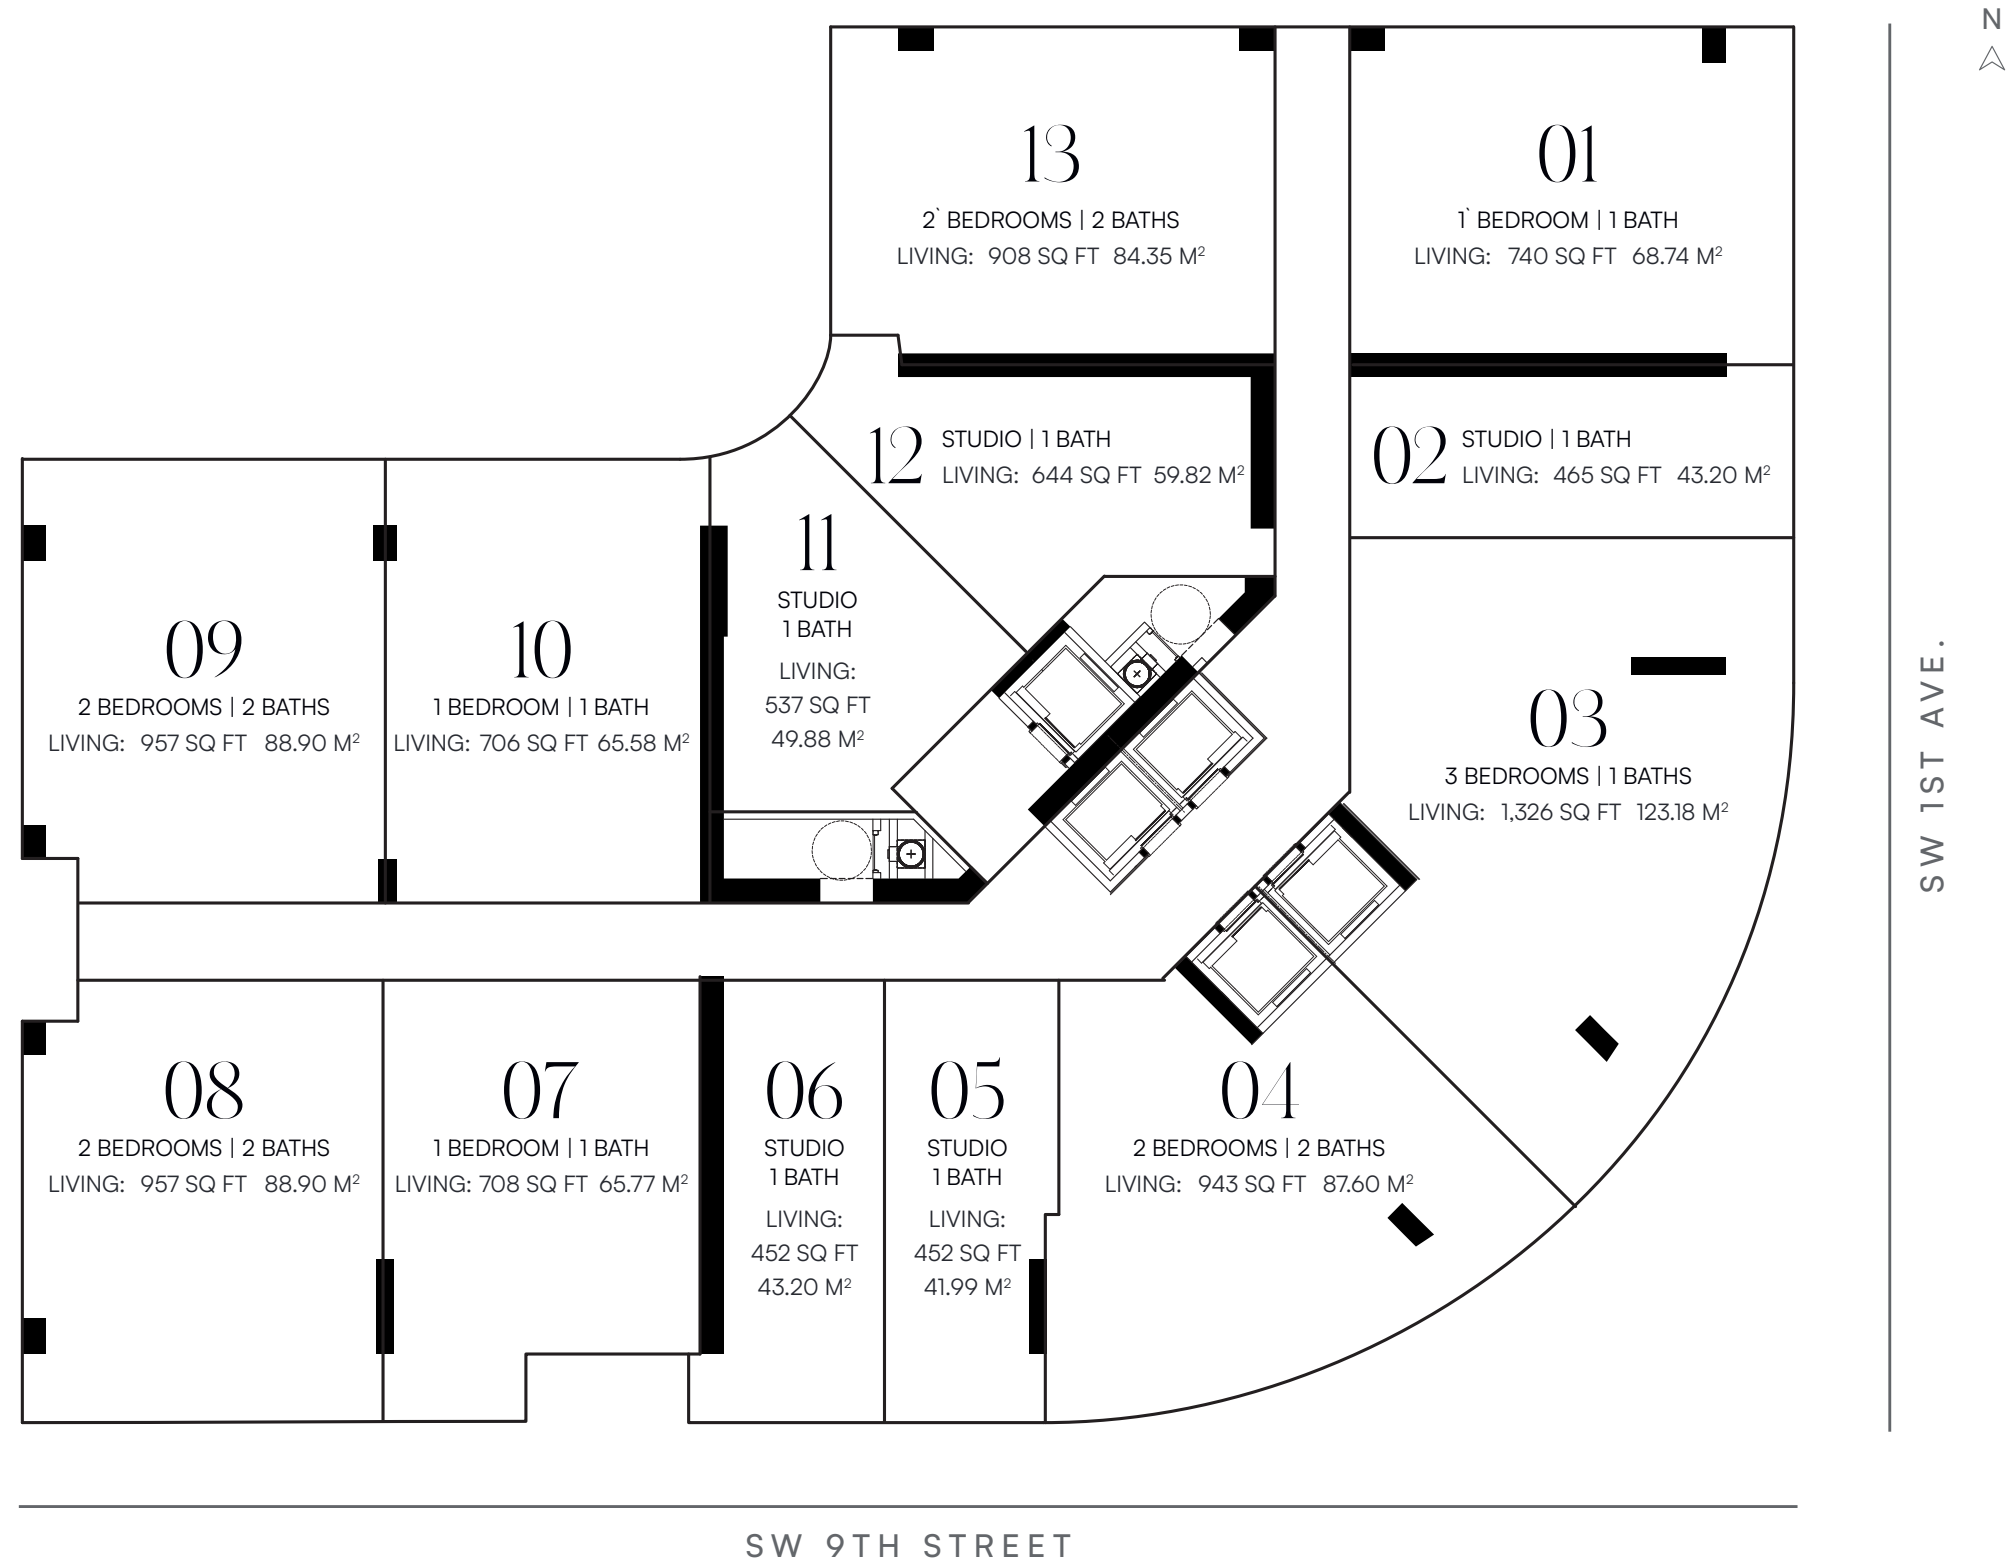 N
13
2` BEDROOMS | 2 BATHS
LIVING: 908 SQ FT 84.35 M²
01
1` BEDROOM | 1 BATH
LIVING: 740 SQ FT 68.74 M²
12
STUDIO | 1 BATH
LIVING: 644 SQ FT 59.82 M²
02
STUDIO | 1 BATH
LIVING: 465 SQ FT 43.20 M²
11
STUDIO
1 BATH
LIVING:
537 SQ FT
49.88 M²
09
2 BEDROOMS | 2 BATHS
LIVING: 957 SQ FT 88.90 M²
10
1 BEDROOM | 1 BATH
LIVING: 706 SQ FT 65.58 M²
03
3 BEDROOMS | 1 BATHS
LIVING: 1,326 SQ FT 123.18 M²
SW 1ST AVE.
08
2 BEDROOMS | 2 BATHS
LIVING: 957 SQ FT 88.90 M²
07
1 BEDROOM | 1 BATH
LIVING: 708 SQ FT 65.77 M²
06
STUDIO
1 BATH
LIVING:
452 SQ FT
43.20 M²
05
STUDIO
1 BATH
LIVING:
452 SQ FT
41.99 M²
04
2 BEDROOMS | 2 BATHS
LIVING: 943 SQ FT 87.60 M²
SW 9TH STREET